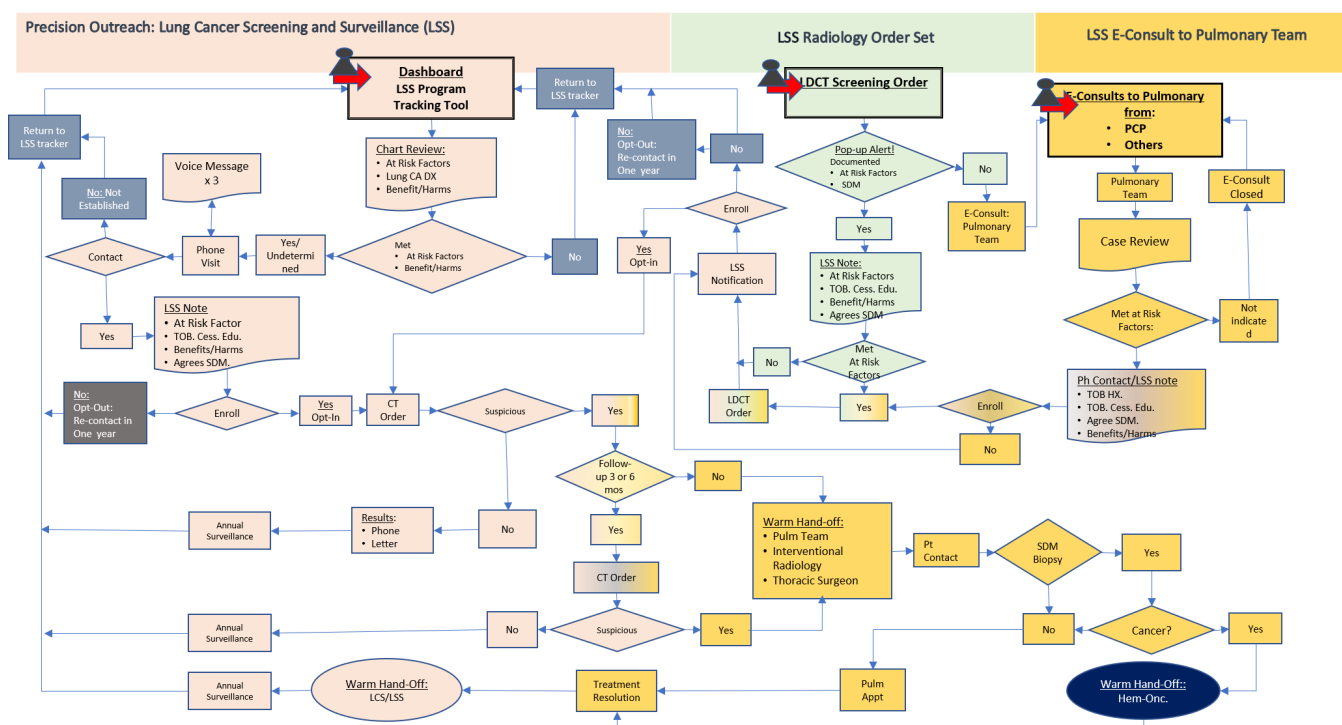 Precision Outreach: Lung Cancer Screening and Surveillance (LSS)
LSS Radiology Order Set
LSS E-Consult to Pulmonary Team
Dashboard
LSS Program
Tracking Tool
Return to
LSS tracker
Return to
LSS tracker
Voice Message
x 3
No: Not
Established
Contact
Phone
Visit
Yes/
Undetermi
ned
Chart Review:
• At Risk Factors
• Lung CA DX
• Benefit/Harms
Met
• At Risk Factors
• Benefit/Harms
No
No:
Opt-Out:
Re-contact in
One year
No
Enroll
Yes
Opt-in
LSS
Notification
Yes
LSS Note
• At Risk Factor
• TOB. Cess. Edu.
• Benefits/Harms
• Agrees SDM.
No:
Opt-Out:
Re-contact in
One year
Enroll
Yes
Opt-In
CT
Order
Suspicious
Yes
Follow-
up 3 or 6
mos
No
Yes
CT Order
Suspicious
No
Yes
No
Results:
• Phone
• Letter
Annual
Surveillance
Annual
Surveillance
Annual
Surveillance
Warm Hand-Off:
LCS/LSS
Treatment
Resolution
LDCT Screening Order
Pop-up Alert!
Documented
• At Risk Factors
• SDM
No
E-Consult:
Pulmonary
Team
Yes
LSS Note:
• At Risk Factors
• TOB. Cess. Edu.
• Benefit/Harms
• Agrees SDM
Met
At Risk
Factors
No
LDCT
Order
Yes
Enroll
No
E-Consults to Pulmonary
from:
• PCP
• Others
Pulmonary
Team
E-Consult
Closed
Case Review
Met at Risk
Factors:
Not
indicate
d
Ph Contact/LSS note
• TOB HX.
• TOB. Cess. Edu.
• Agree SDM.
• Benefits/Harms
Warm Hand-off:
• Pulm Team
• Interventional
Radiology
• Thoracic Surgeon
Pt
Contact
SDM
Biopsy
Yes
No
Cancer?
Yes
Pulm
Appt
Warm Hand-Off::
Hem-Onc.